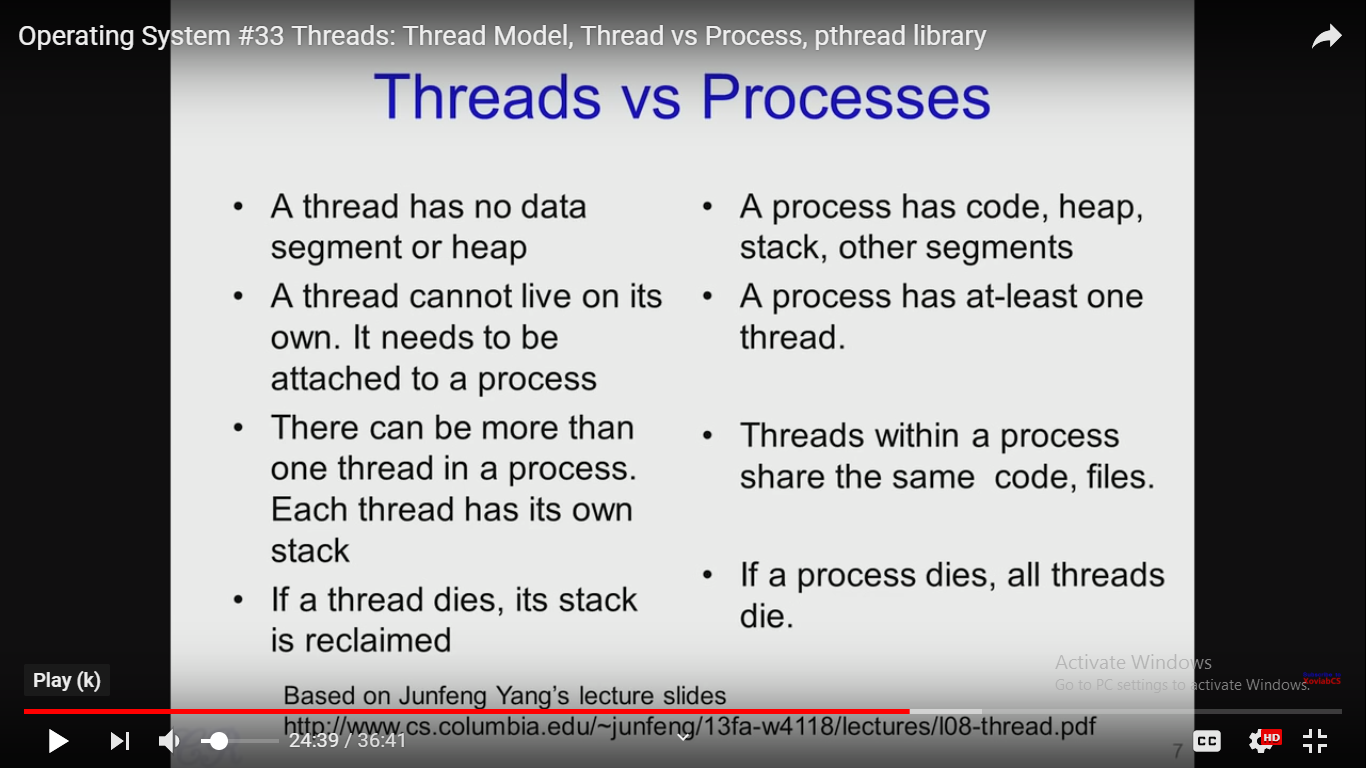 Operating System #33 Threads: Thread Model, Thread vs Process, pthread library
Threads vs Processes
• A thread has no data
segment or heap
• A thread cannot live on its
own. It needs to be
attached to a process
• There can be more than
one thread in a process.
Each thread has its own
stack
• If a thread dies, its stack
is reclaimed
• A process has code, heap,
stack, other segments
• A process has at-least one
thread.
• Threads within a process
share the same code, files.
• If a process dies, all threads
die.
Based on Junfeng Yang's lecture slides
http://www.cs.columbia.edu/~junfeng/13fa-w4118/lectures/l08-thread.pdf
7
Activate Windows
Go to PC settings to activate Windows.
Play (k)
24:39 / 36:41
CC
HD